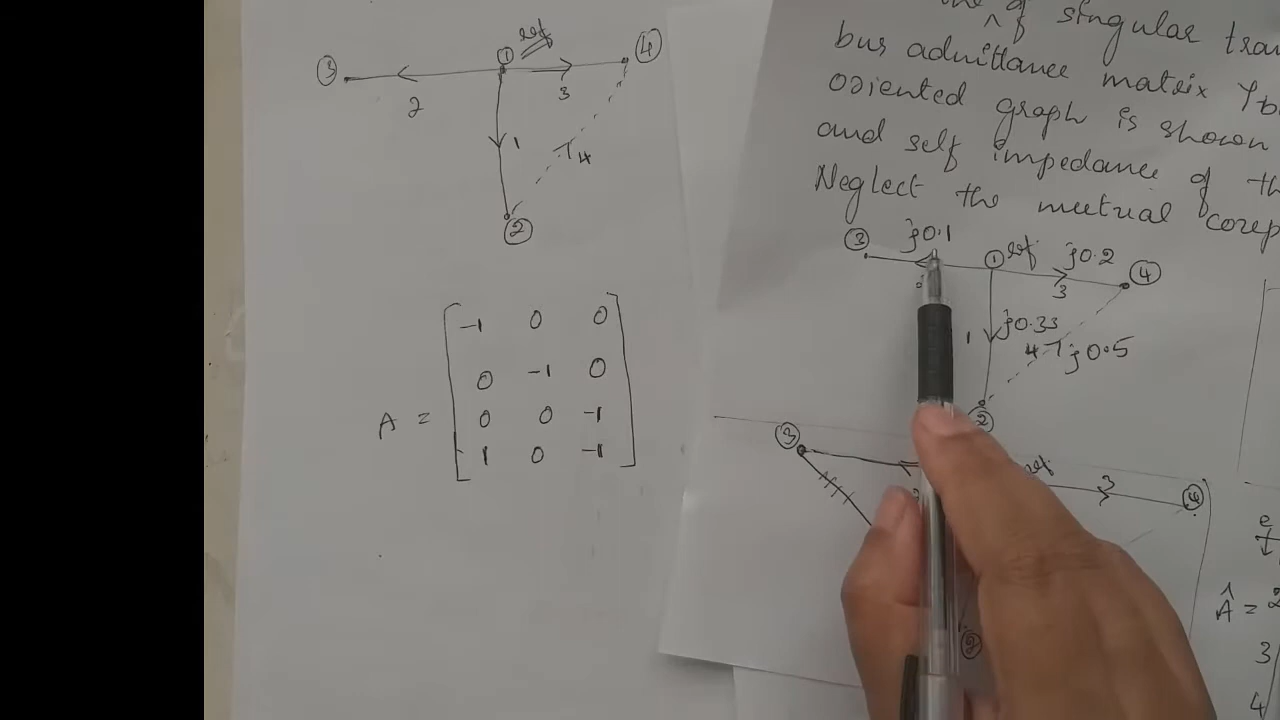 ① ref
③
④
2
3
1
4
②
A =
-1 0 0
0 -1 0
0 0 -1
1 0 -1
of singular
bus admittance matrix
oriented graph is shown
and self impedance of
Neglect the mutual
③ j0.1 ① ref j0.2 ④
3
1 j0.33
4 j0.5
②
③
ref
3
④
②
e
Â =
3
4